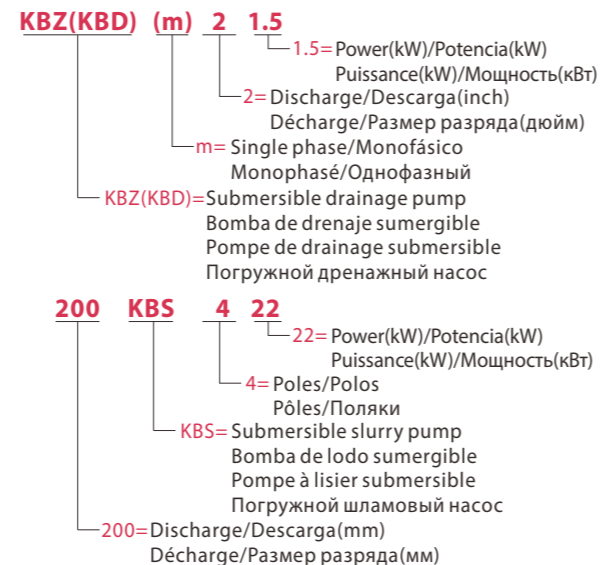 KBZ(KBD) (m) 2 1.5
1.5= Power(kW)/Potencia(kW)
Puissance(kW)/Мощность(кВт)
2= Discharge/Descarga(inch)
Décharge/Размер разряда(дюйм)
m= Single phase/Monofásico
Monophasé/Однофазный
KBZ(KBD)=Submersible drainage pump
Bomba de drenaje sumergible
Pompe de drainage submersible
Погружной дренажный насос
200 KBS 4 22
22= Power(kW)/Potencia(kW)
Puissance(kW)/Мощность(кВт)
4= Poles/Polos
Pôles/Поляки
KBS= Submersible slurry pump
Bomba de lodo sumergible
Pompe à lisier submersible
Погружной шламовый насос
200=Discharge/Descarga(mm)
Décharge/Размер разряда(мм)